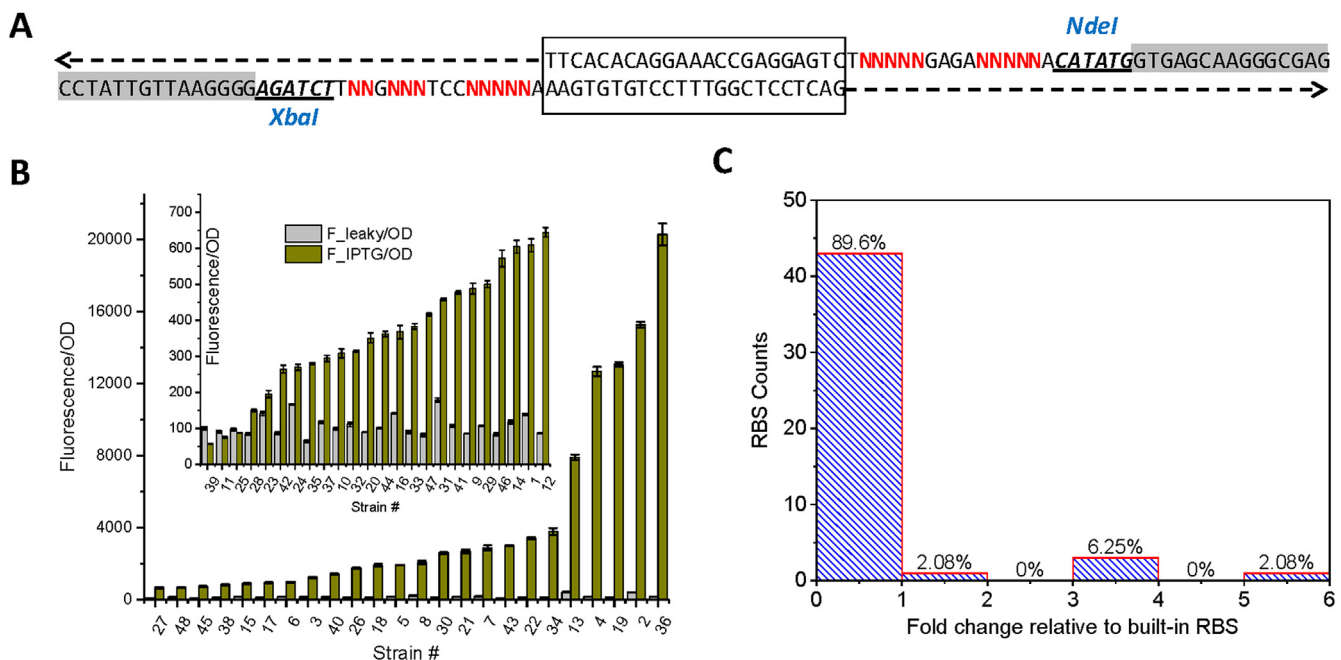 A
NdeI
TTCACACAGGAAACCGAGGAGTCTNNNNNGAGANNNNNACATATGGTGAGCAAGGGCGAG
CCTATTGTTAAGGGGAGATCTTNNGNNNTCCNNNNNAAAGTGTGTCCTTTGGCTCCTCAG
XbaI
B
Fluorescence/OD
20000
16000
12000
8000
4000
0
27 48 45 38 15 17 6 3 40 26 18 5 8 30 21 7 43 22 34 13 4 19 2 36
Strain #
Fluorescence/OD
700
600
500
400
300
200
100
0
F_leaky/OD
F_IPTG/OD
39 11 25 28 23 42 24 35 37 10 32 20 44 16 33 47 31 41 9 29 46 14 1 12
Strain #
C
RBS Counts
50
40
30
20
10
0
89.6%
2.08%
0%
6.25%
0%
2.08%
0 1 2 3 4 5 6
Fold change relative to built-in RBS